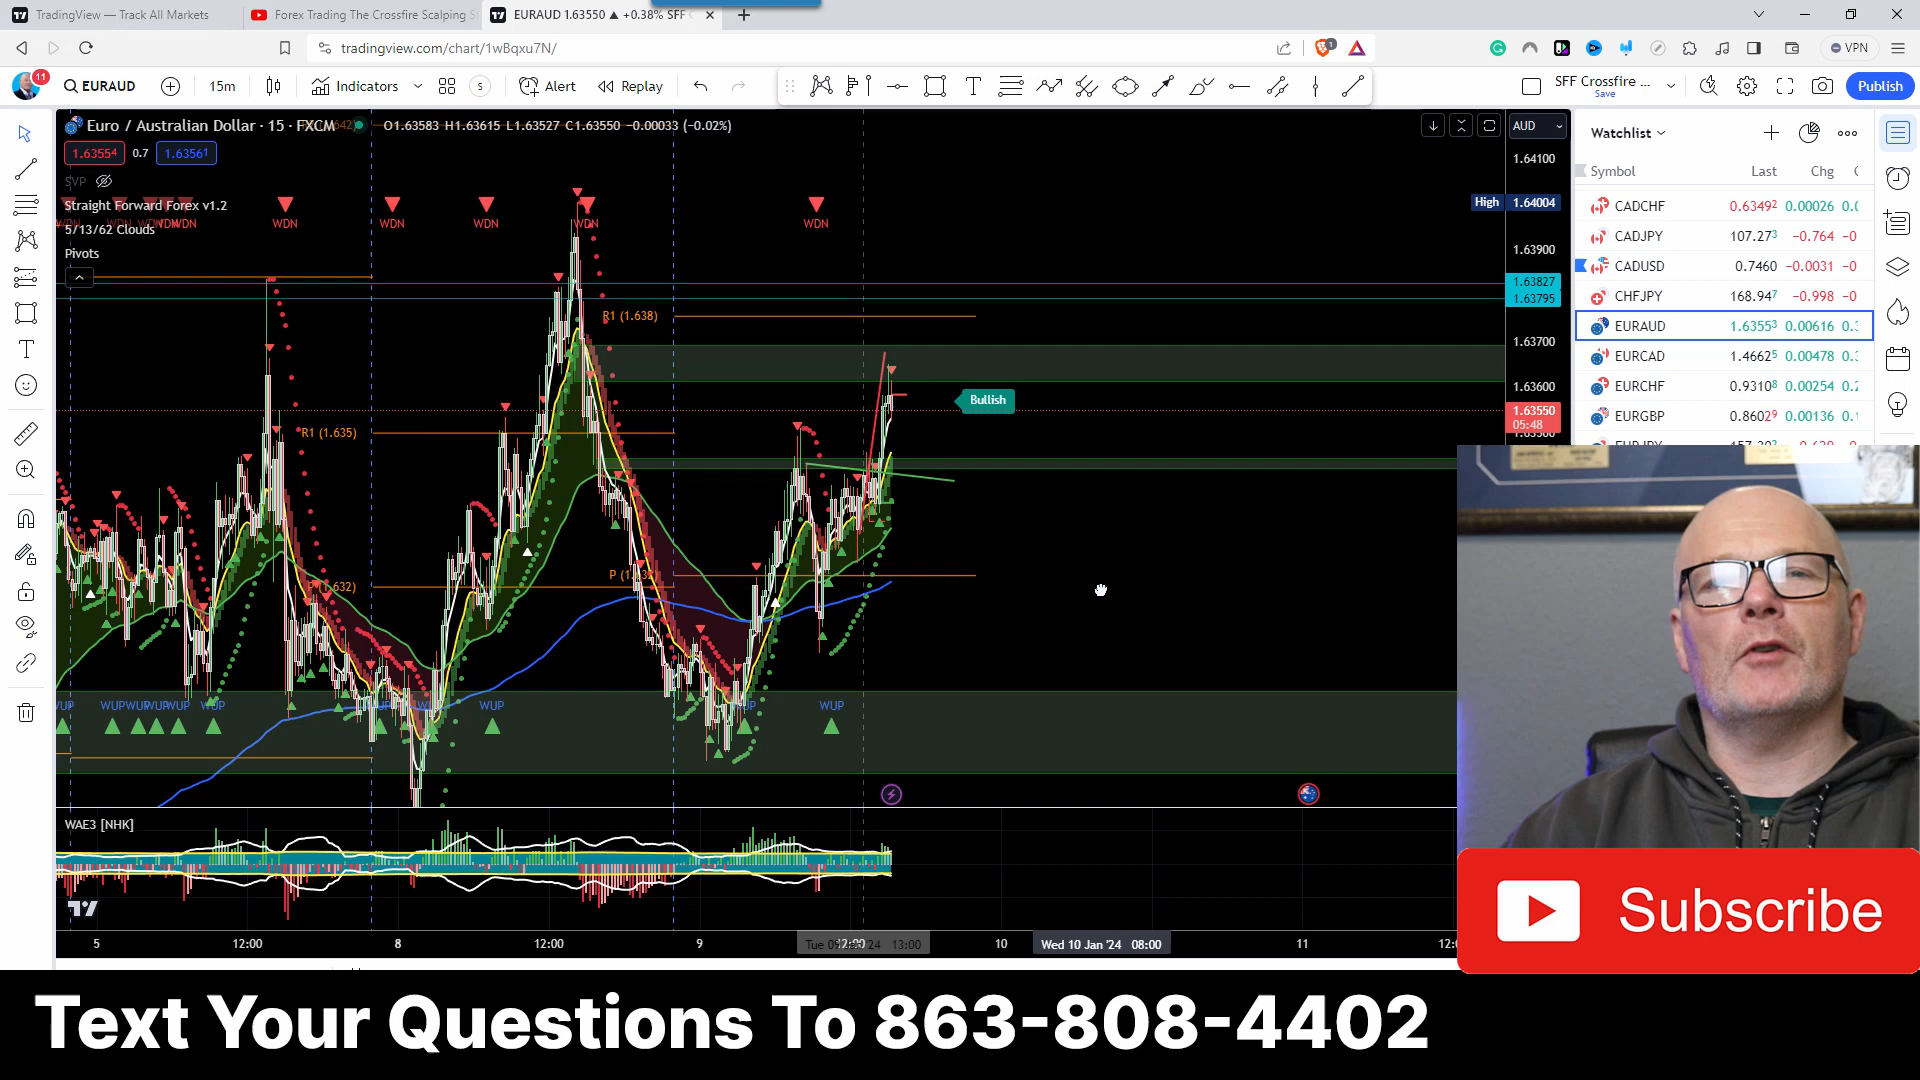 TradingView — Track All Markets
Forex Trading The Crossfire Scalping S
EURAUD 1.63550 ▲ +0.38% SFF
tradingview.com/chart/1wBqxu7N/
1
VPN
11
EURAUD
15m
Indicators
S
Alert
Replay
SFF Crossfire ...
Save
Publish
Euro / Australian Dollar · 15 · FXCM
O1.63583 H1.63615 L1.63527 C1.63550 −0.00033 (−0.02%)
1.63554
0.7
1.63561
SVP
Straight Forward Forex v1.2
5/13/62 Clouds
Pivots
WDN
WDN
WDN
WDN
WDN
WDN
R1 (1.638)
R1 (1.635)
Bullish
WUP
WUP
WUP
WUP
WUP
WUP
WUP
AUD
1.64100
High 1.64004
1.63900
1.63827
1.63795
1.63700
1.63600
1.63550
05:48
WAE3 [NHK]
5
12:00
8
12:00
9
10
Wed 10 Jan '24 08:00
11
Watchlist
Symbol Last Chg
CADCHF 0.63492 0.00026
CADJPY 107.273 −0.764
CADUSD 0.7460 −0.0031
CHFJPY 168.947 −0.998
EURAUD 1.63553 0.00616
EURCAD 1.46625 0.00478
EURCHF 0.93108 0.00254
EURGBP 0.86029 0.00136
Subscribe
Text Your Questions To 863-808-4402